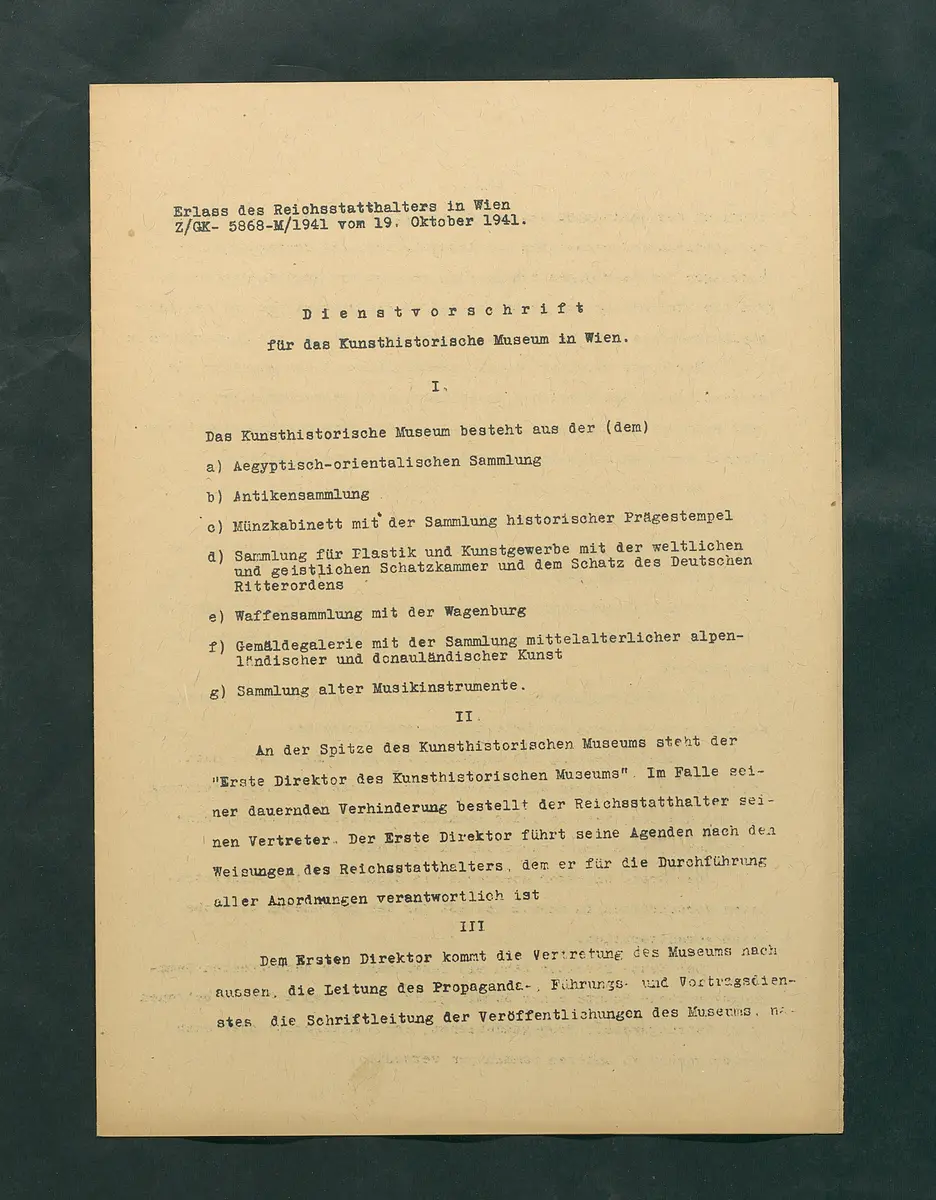 Erlass des Reichsstatthalters in Wien
Z/GK- 5868-M/1941 vom 19. Oktober 1941.
Dienstvorschrift
für das Kunsthistorische Museum in Wien.
I.
Das Kunsthistorische Museum besteht aus der (dem)
a) Aegyptisch-orientalischen Sammlung
b) Antikensammlung
c) Münzkabinett mit der Sammlung historischer Prägestempel
d) Sammlung für Plastik und Kunstgewerbe mit der weltlichen
und geistlichen Schatzkammer und dem Schatz des Deutschen
Ritterordens
e) Waffensammlung mit der Wagenburg
f) Gemäldegalerie mit der Sammlung mittelalterlicher alpen-
ländischer und donauländischer Kunst
g) Sammlung alter Musikinstrumente.
II.
An der Spitze des Kunsthistorischen Museums steht der
"Erste Direktor des Kunsthistorischen Museums". Im Falle sei-
ner dauernden Verhinderung bestellt der Reichsstatthalter sei-
nen Vertreter. Der Erste Direktor führt seine Agenden nach den
Weisungen des Reichsstatthalters, dem er für die Durchführung
aller Anordnungen verantwortlich ist
III
Dem Ersten Direktor kommt die Vertretung des Museums nach
aussen, die Leitung des Propaganda-, Führungs- und Vortragsdien-
stes, die Schriftleitung der Veröffentlichungen des Museums, na-